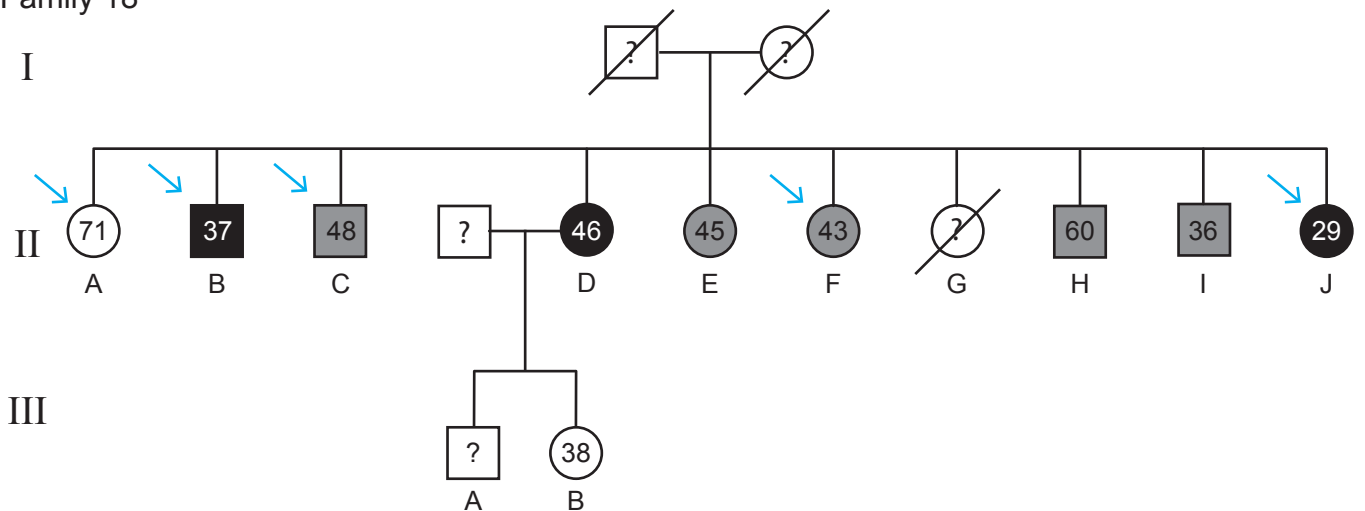 Family 18
I
? ?
II
71 37 48 ? 46 45 43 ? 60 36 29
A B C D E F G H I J
III
? 38
A B